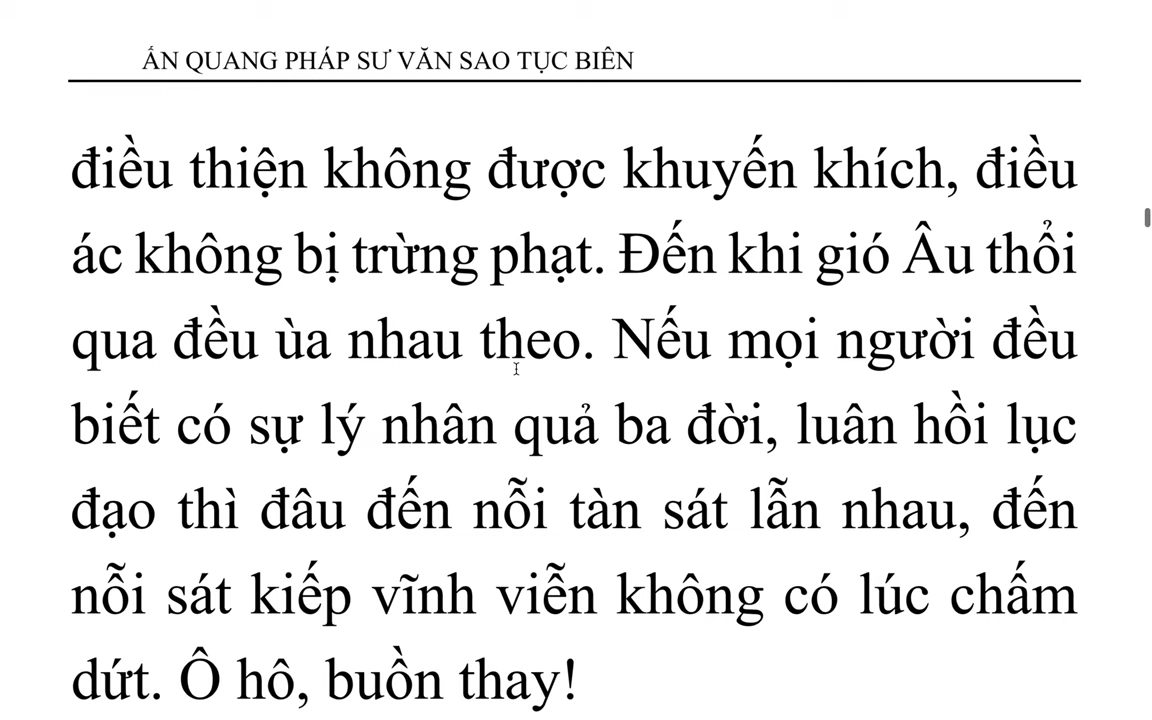 ẤN QUANG PHÁP SƯ VĂN SAO TỤC BIÊN
điều thiện không được khuyến khích, điều
ác không bị trừng phạt. Đến khi gió Âu thổi
qua đều ùa nhau theo. Nếu mọi người đều
biết có sự lý nhân quả ba đời, luân hồi lục
đạo thì đâu đến nỗi tàn sát lẫn nhau, đến
nỗi sát kiếp vĩnh viễn không có lúc chấm
dứt. Ô hô, buồn thay!